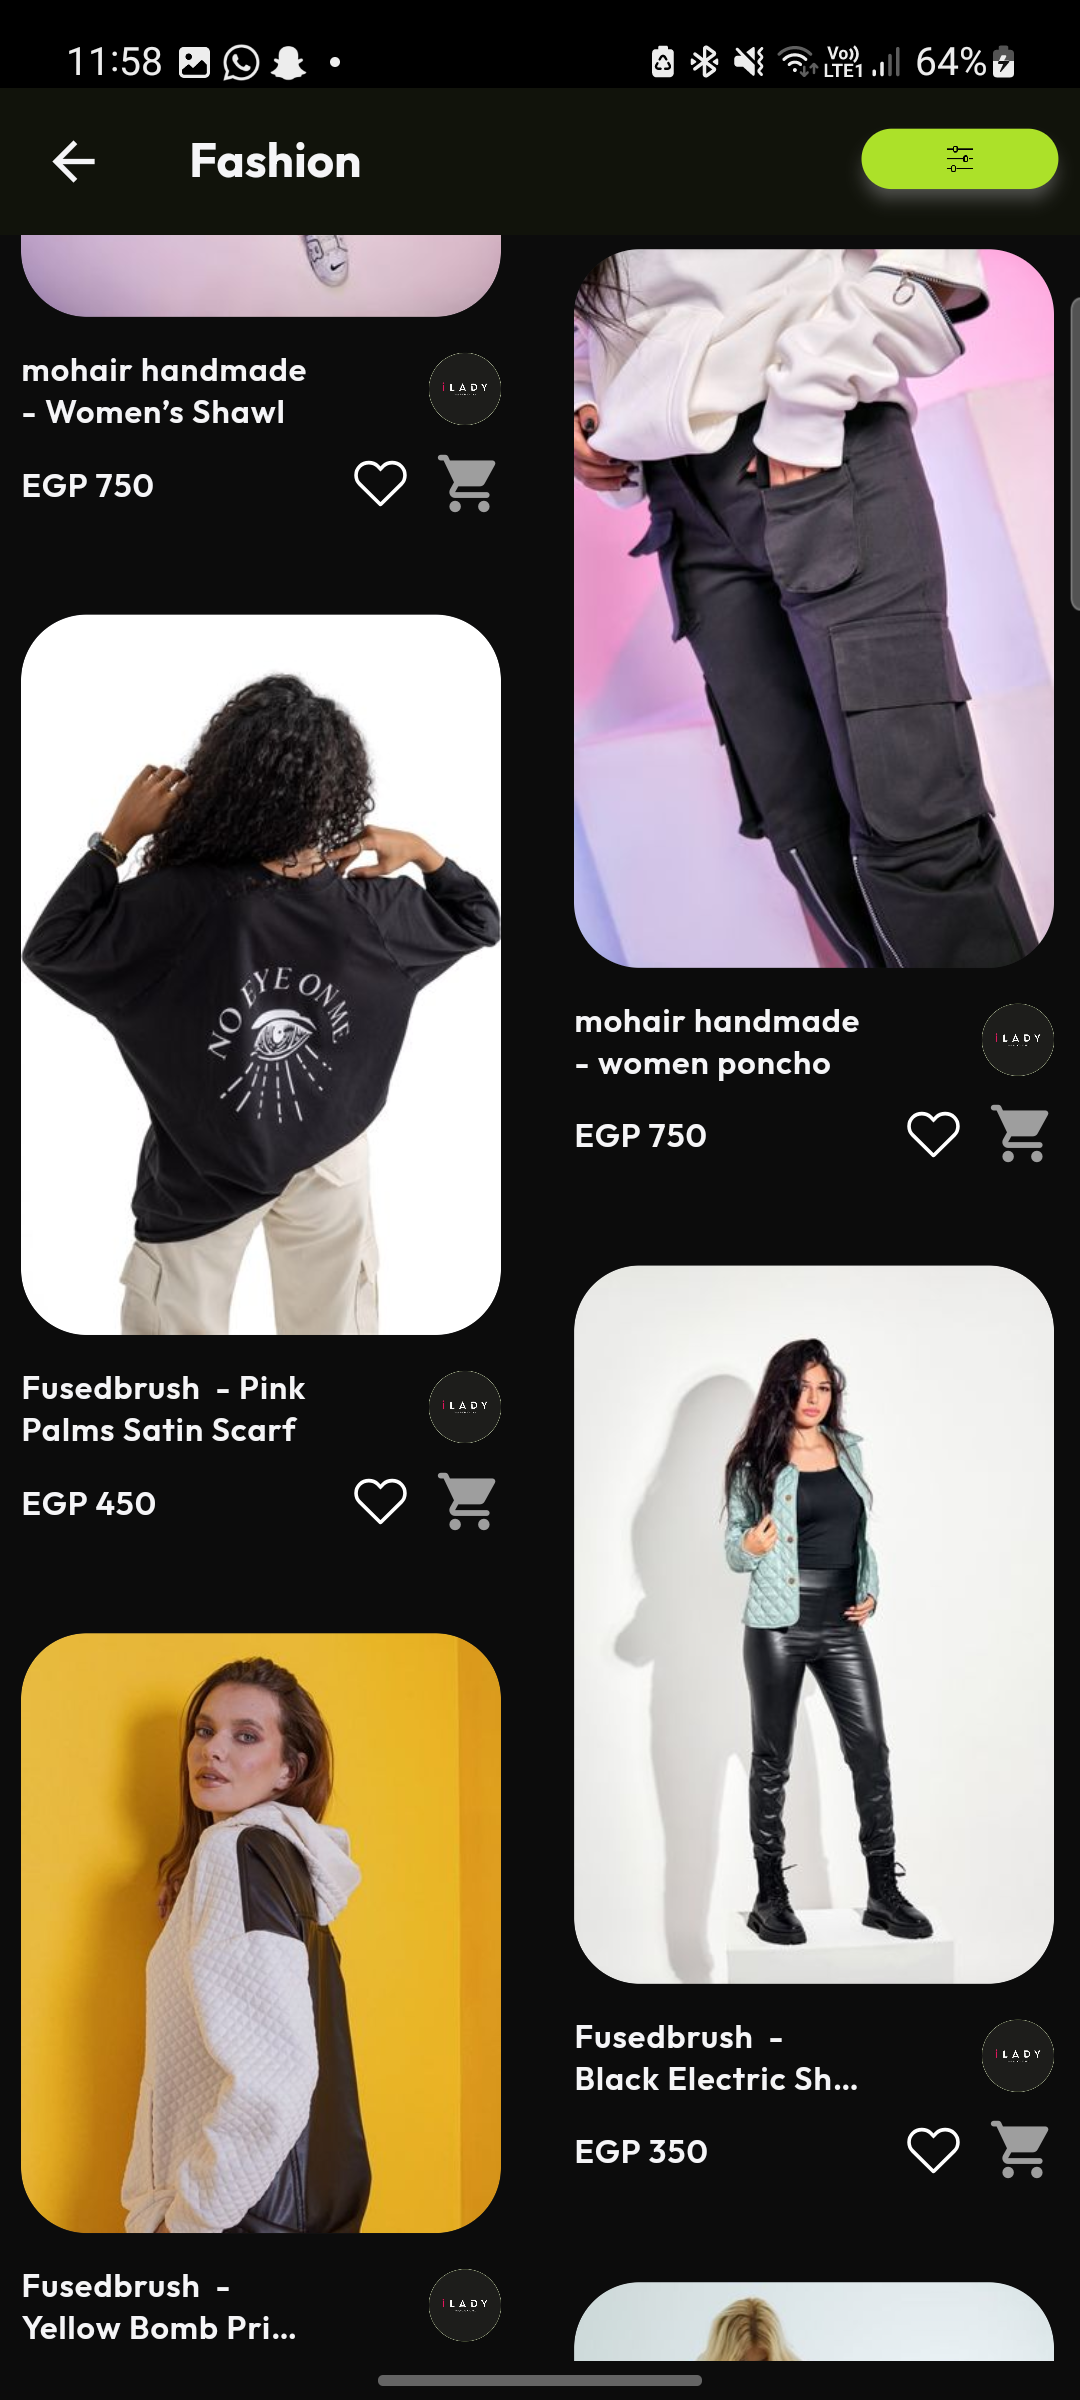 11:58
Vo)) LTE1 64%
Fashion
mohair handmade
- Women's Shawl
LADY
EGP 750
NO EYE ON ME
Fusedbrush - Pink
Palms Satin Scarf
LADY
EGP 450
Fusedbrush -
Yellow Bomb Pri...
LADY
mohair handmade
- women poncho
iLADY
EGP 750
Fusedbrush -
Black Electric Sh...
iLADY
EGP 350